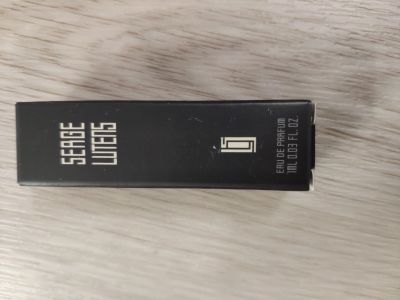 SERGE
LUTENS
EAU DE PARFUM
1ML 0.03 FL. OZ.